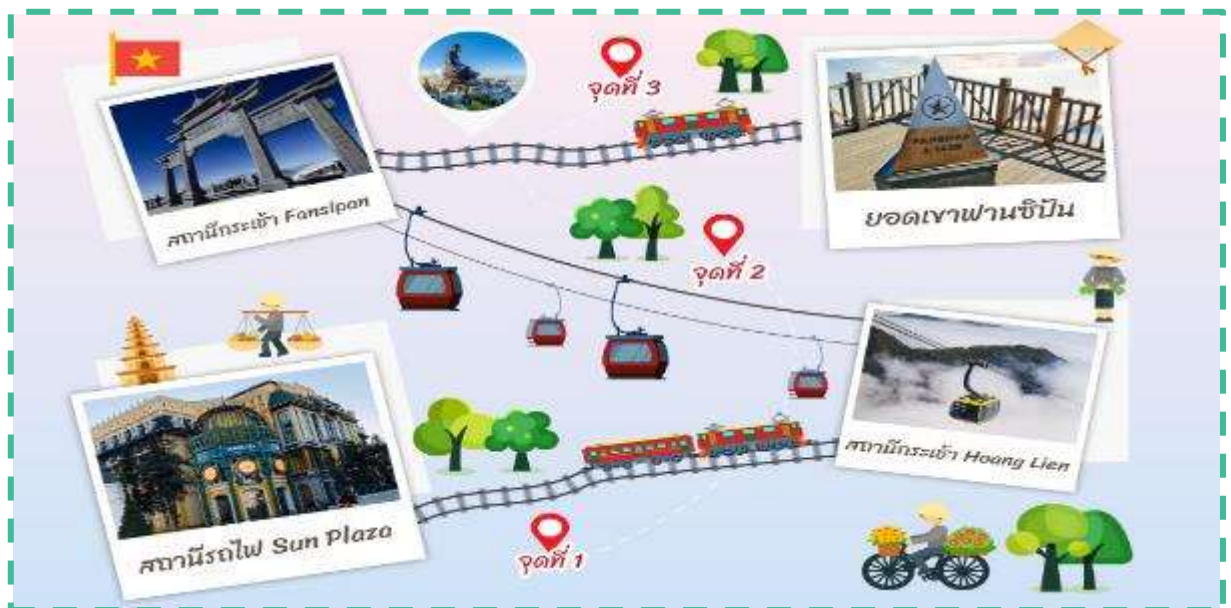 จุดที่ 3
สถานีกระเช้า Fansipan
ยอดเขาฟานซิปัน
จุดที่ 2
สถานีกระเช้า Hoang Lien
สถานีรถไฟ Sun Plaza
จุดที่ 1